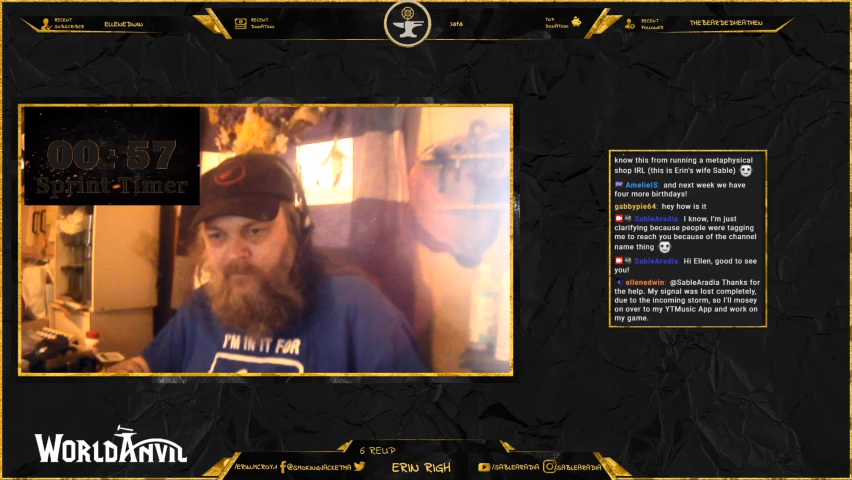 RECENT
SUBSCRIBER
ELLENEDWIN
RECENT
DONATION
TOP
DONATION
RECENT
FOLLOWER
THEBEARDEDHEATHEN
00:57
Sprint Timer
I'M IN IT FOR
know this from running a metaphysical
shop IRL (this is Erin's wife Sable)
AmelieIS: and next week we have
four more birthdays!
gabbypie64: hey how is it
SableAradia: I know, I'm just
clarifying because people were tagging
me to reach you because of the channel
name thing
SableAradia: Hi Ellen, good to see
you!
ellenedwin: @SableAradia Thanks for
the help. My signal was lost completely,
due to the incoming storm, so I'll mosey
on over to my YTMusic App and work on
my game.
WORLDANVIL
6 REUP
@SMOKINGJACKETMA
ERIN RIGH
/SABLEARADIA
/SABLEARADIA